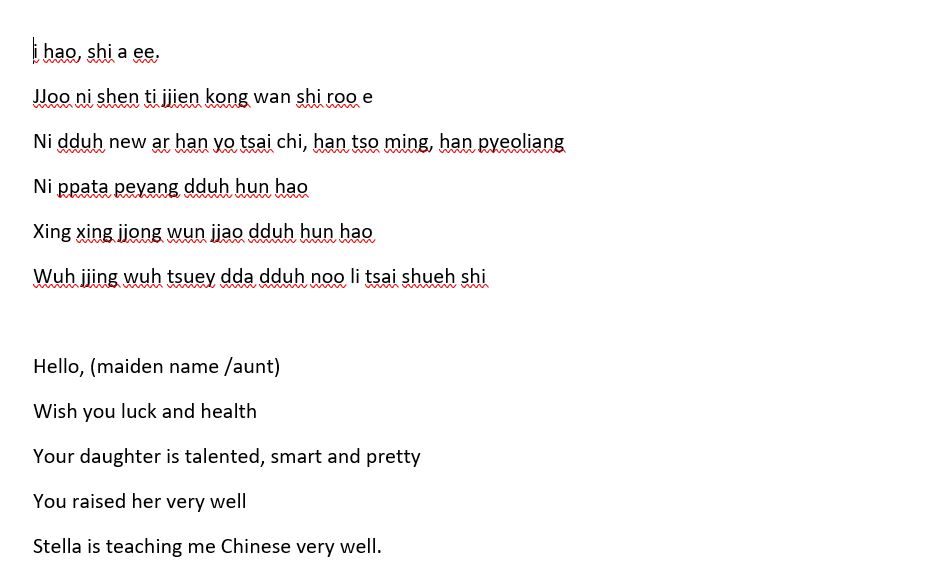 i hao, shi a ee.
JJoo ni shen ti jjien kong wan shi roo e
Ni dduh new ar han yo tsai chi, han tso ming, han pyeoliang
Ni ppata peyang dduh hun hao
Xing xing jjong wun jjao dduh hun hao
Wuh jjing wuh tsuey dda dduh noo li tsai shueh shi
Hello, (maiden name /aunt)
Wish you luck and health
Your daughter is talented, smart and pretty
You raised her very well
Stella is teaching me Chinese very well.